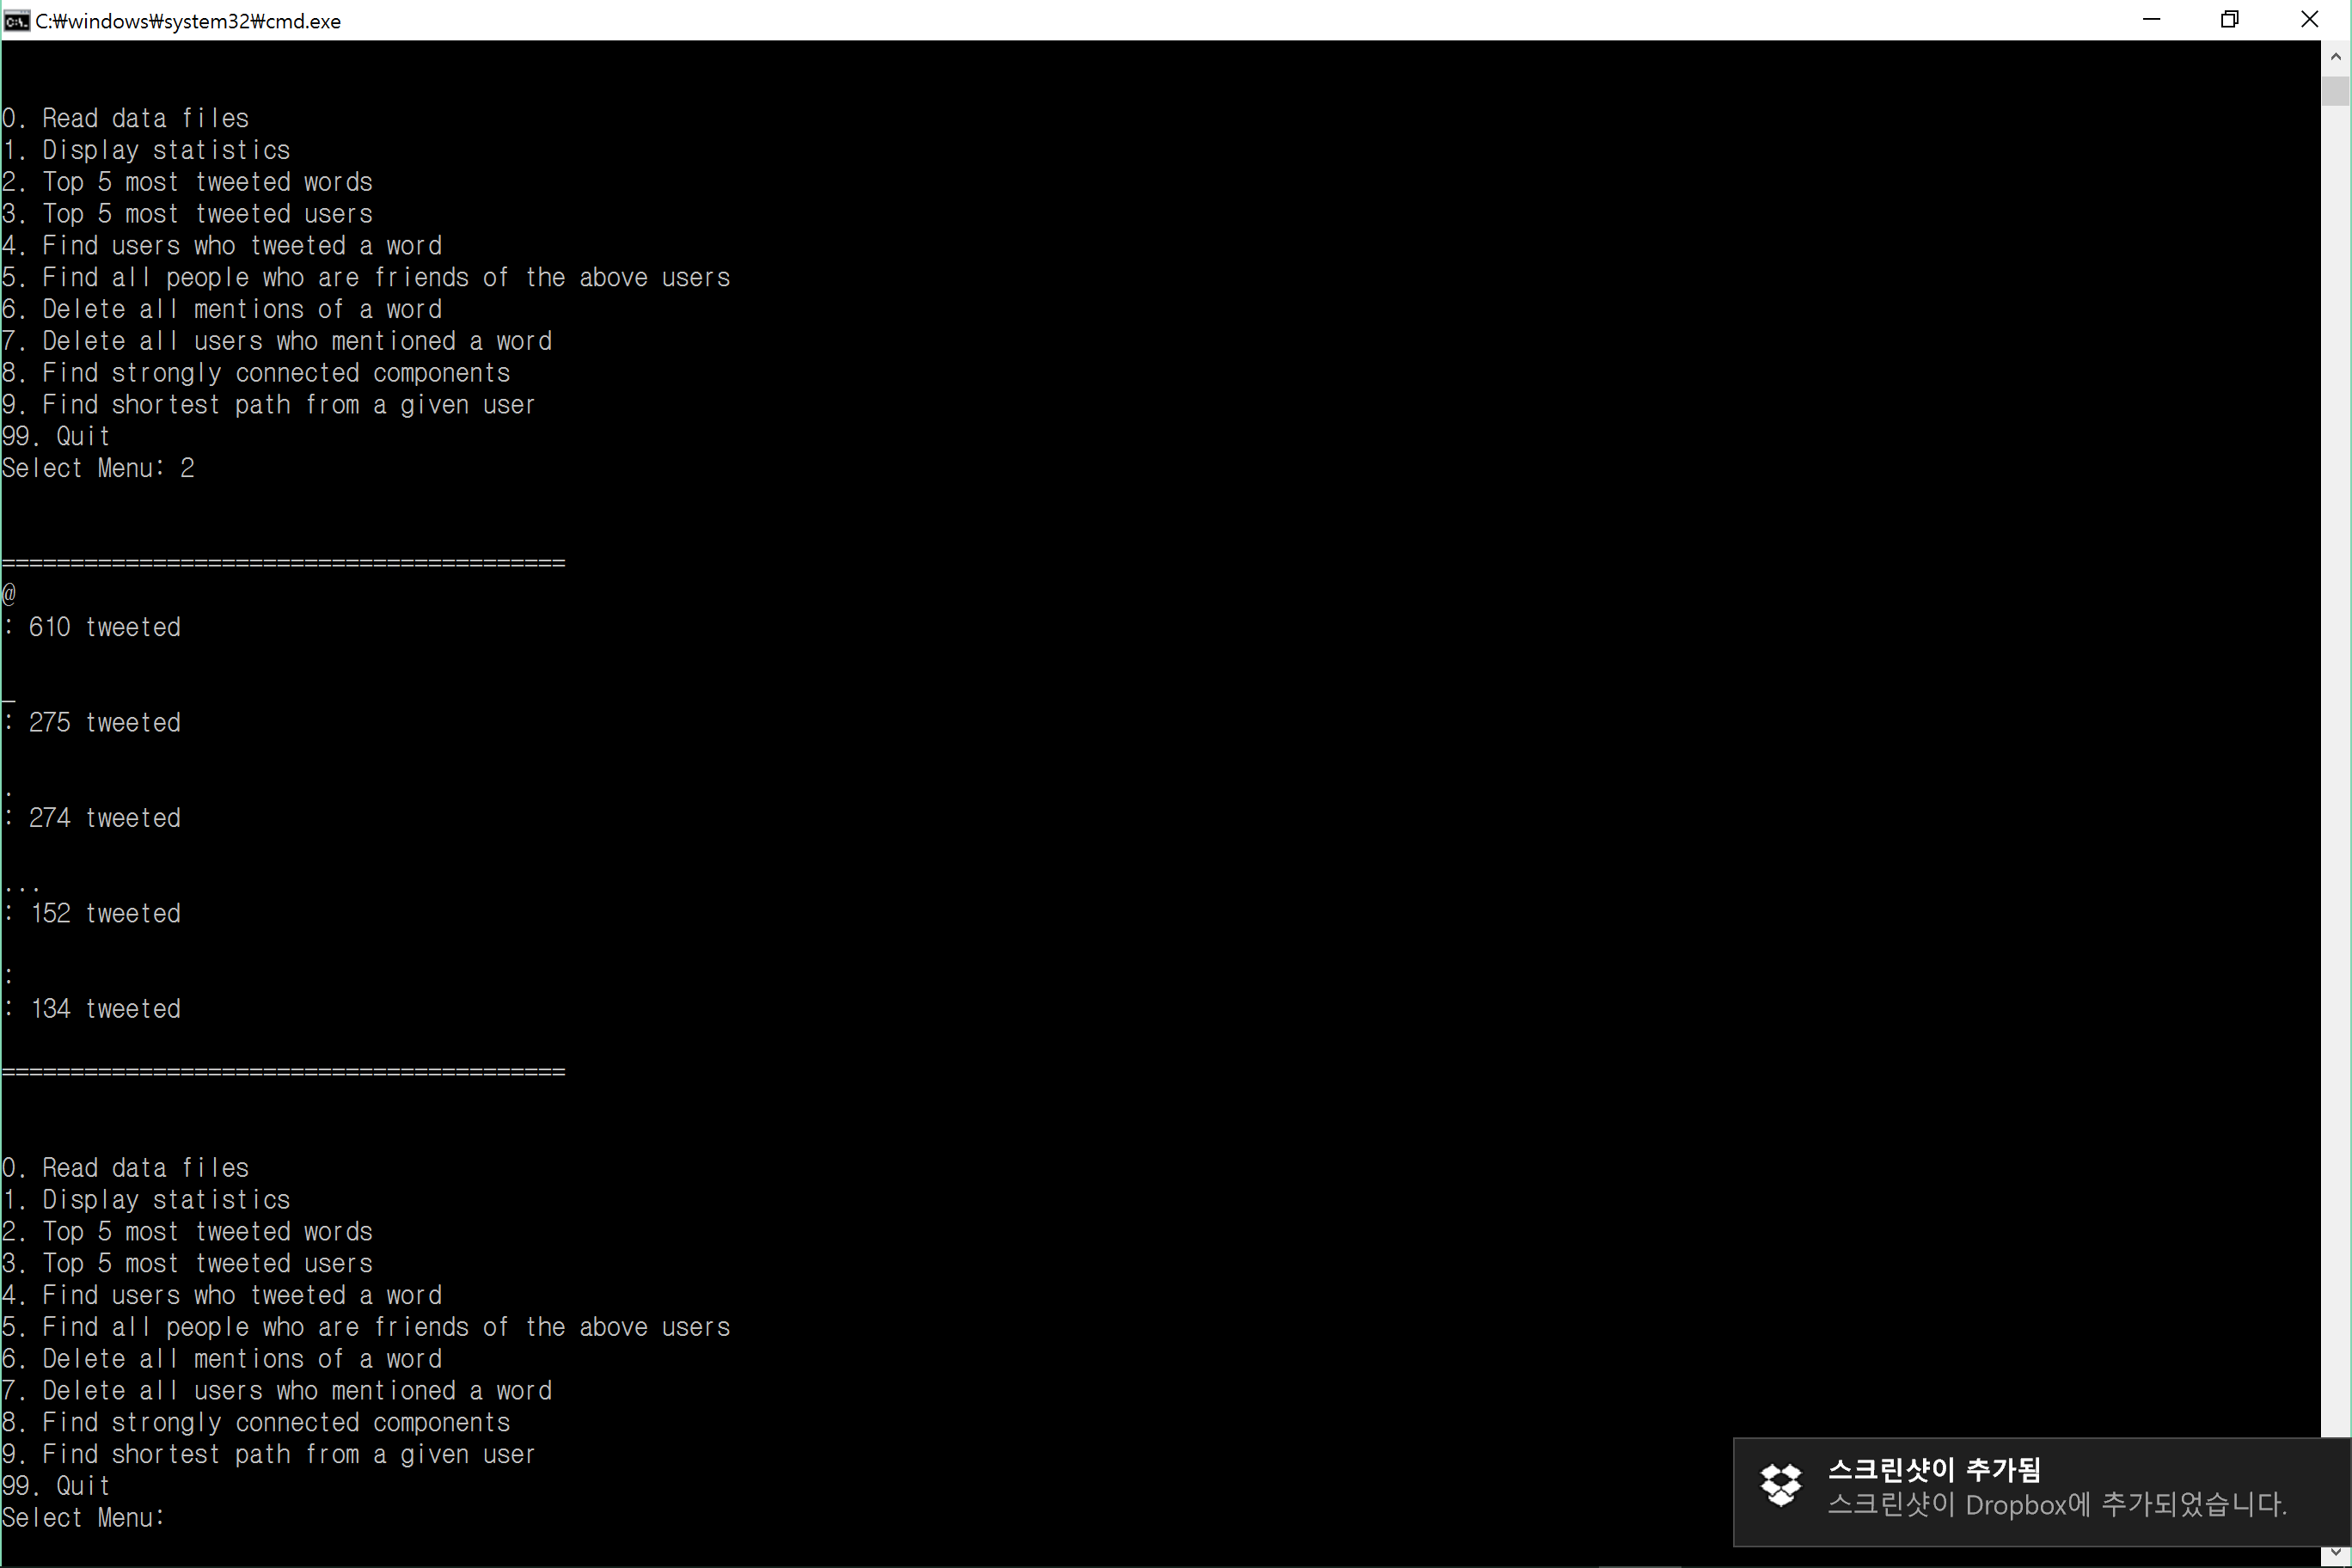 C:₩windows₩system32₩cmd.exe
0. Read data files
1. Display statistics
2. Top 5 most tweeted words
3. Top 5 most tweeted users
4. Find users who tweeted a word
5. Find all people who are friends of the above users
6. Delete all mentions of a word
7. Delete all users who mentioned a word
8. Find strongly connected components
9. Find shortest path from a given user
99. Quit
Select Menu: 2
=========================================
@
: 610 tweeted
_
: 275 tweeted
.
: 274 tweeted
...
: 152 tweeted
:
: 134 tweeted
=========================================
0. Read data files
1. Display statistics
2. Top 5 most tweeted words
3. Top 5 most tweeted users
4. Find users who tweeted a word
5. Find all people who are friends of the above users
6. Delete all mentions of a word
7. Delete all users who mentioned a word
8. Find strongly connected components
9. Find shortest path from a given user
99. Quit
Select Menu:
스크린샷이 추가됨
스크린샷이 Dropbox에 추가되었습니다.